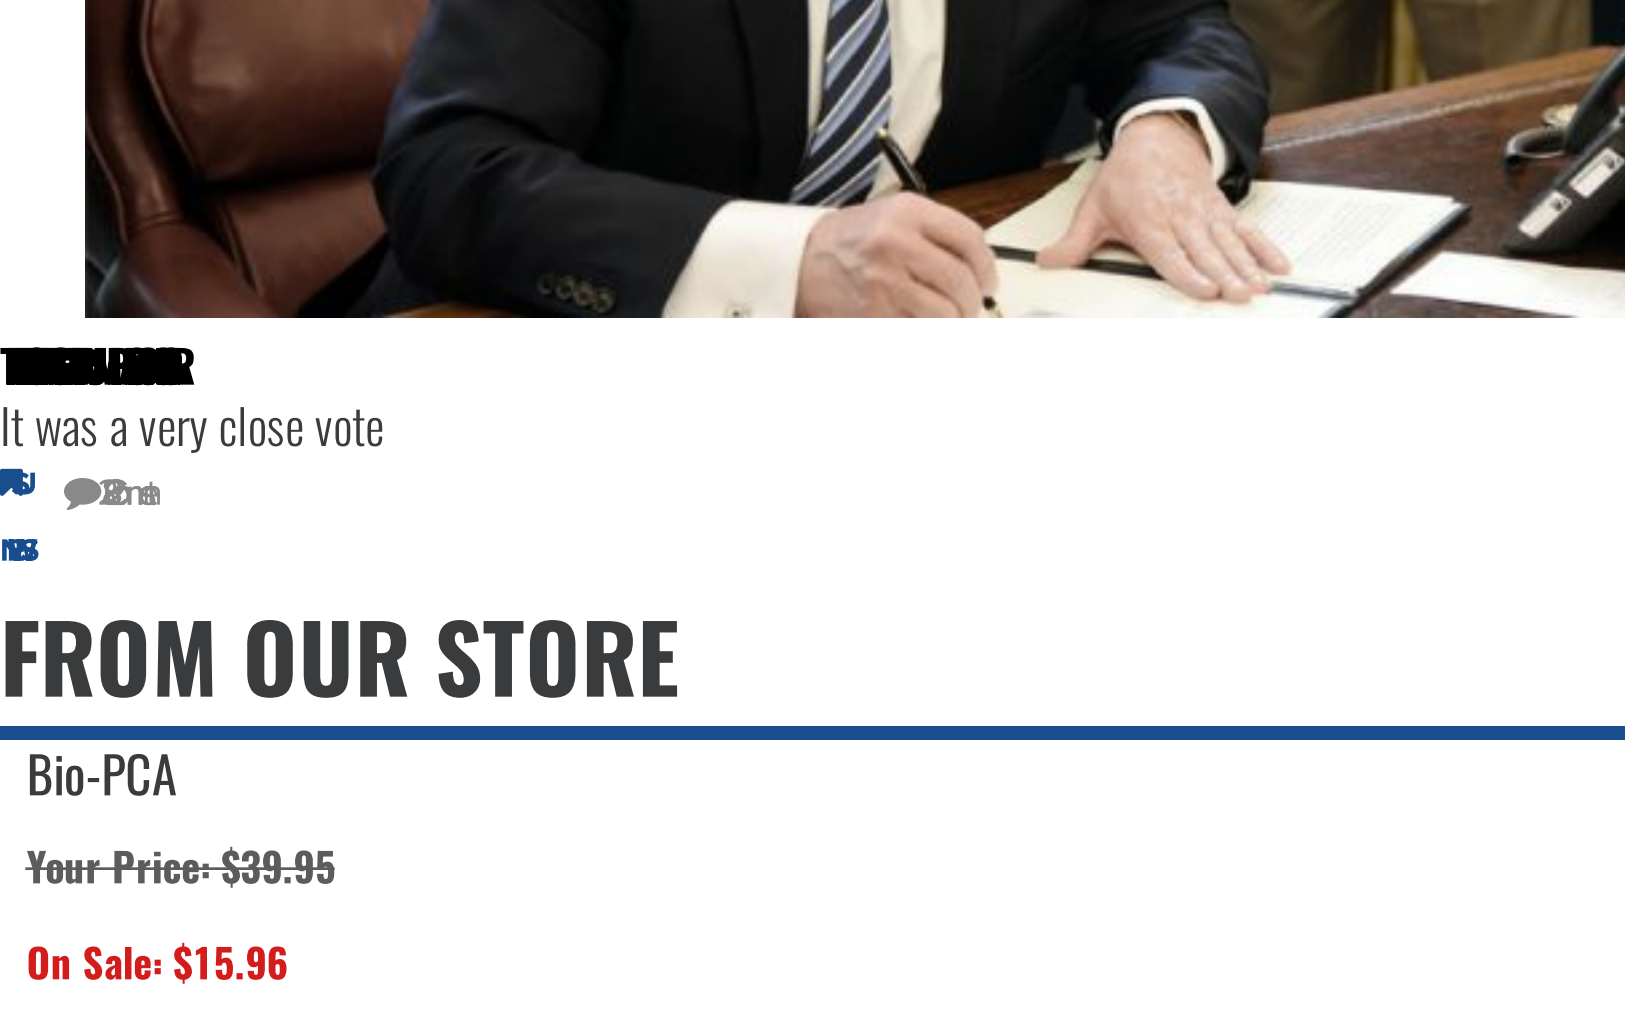 It was a very close vote
FROM OUR STORE
Bio-PCA
Your Price: $39.95
On Sale: $15.96